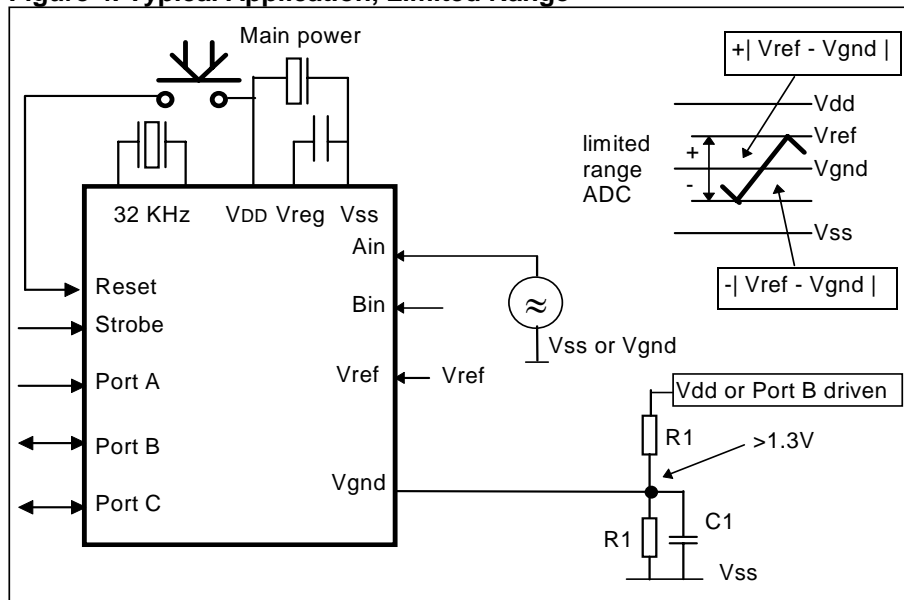 Figure 4. Typical Application, Limited Range
Main power
+| Vref - Vgnd |
Vdd
Vref
limited
range
ADC
+
-
Vgnd
Vss
-| Vref - Vgnd |
32 KHz
VDD Vreg Vss
Ain
Reset
Bin
Strobe
≈
Vss or Vgnd
Port A
Vref
Vref
Vdd or Port B driven
R1
>1.3V
Port B
Vgnd
Port C
R1
C1
Vss